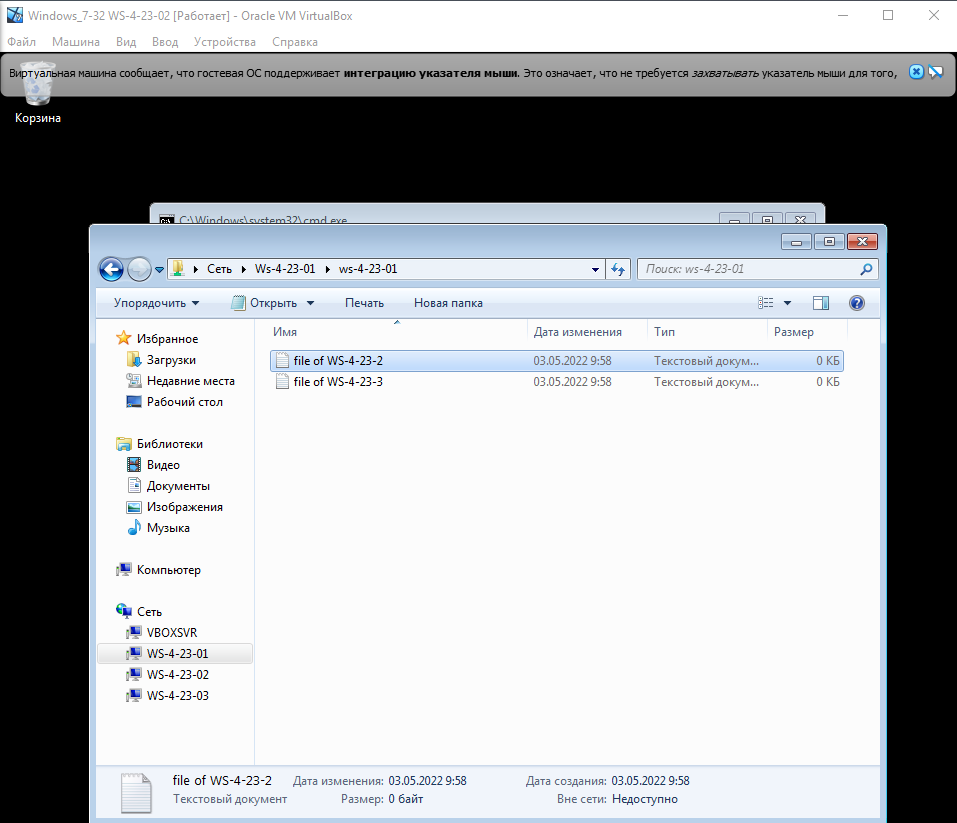 Windows_7-32 WS-4-23-02 [Работает] - Oracle VM VirtualBox
Файл Машина Вид Ввод Устройства Справка
Виртуальная машина сообщает, что гостевая ОС поддерживает интеграцию указателя мыши. Это означает, что не требуется захватывать указатель мыши для того,
Корзина
C:\Windows\system32\cmd.exe
Сеть Ws-4-23-01 ws-4-23-01 Поиск: ws-4-23-01
Упорядочить Открыть Печать Новая папка
Имя Дата изменения Тип Размер
Избранное
Загрузки
Недавние места
Рабочий стол
Библиотеки
Видео
Документы
Изображения
Музыка
Компьютер
Сеть
VBOXSVR
WS-4-23-01
WS-4-23-02
WS-4-23-03
file of WS-4-23-2 03.05.2022 9:58 Текстовый докум... 0 КБ
file of WS-4-23-3 03.05.2022 9:58 Текстовый докум... 0 КБ
file of WS-4-23-2 Дата изменения: 03.05.2022 9:58 Дата создания: 03.05.2022 9:58
Текстовый документ Размер: 0 байт Вне сети: Недоступно